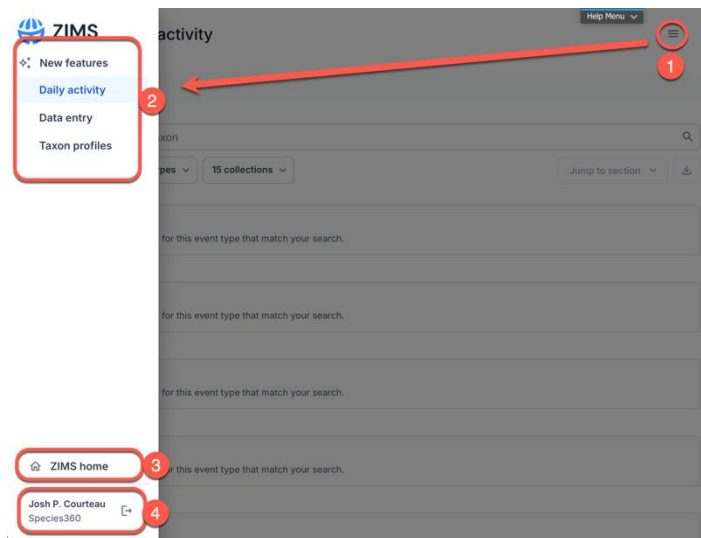 ZIMS
activity
Help Menu
1
New features
Daily activity
2
Data entry
Taxon profiles
xon
pes
15 collections
Jump to section
for this event type that match your search.
for this event type that match your search.
for this event type that match your search.
ZIMS home
3
r this event type that match your search.
Josh P. Courteau
Species360
4